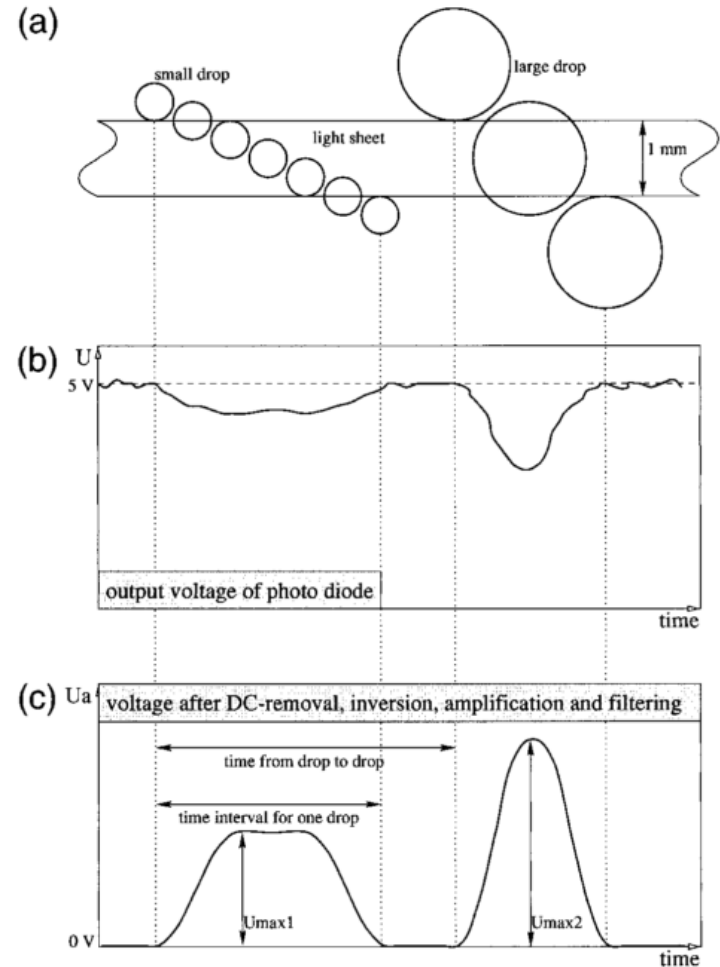 (a)
small drop
large drop
light sheet
1 mm
(b)
U
5 V
output voltage of photo diode
time
(c)
Ua
voltage after DC-removal, inversion, amplification and filtering
time from drop to drop
time interval for one drop
Umax1
Umax2
0 V
time